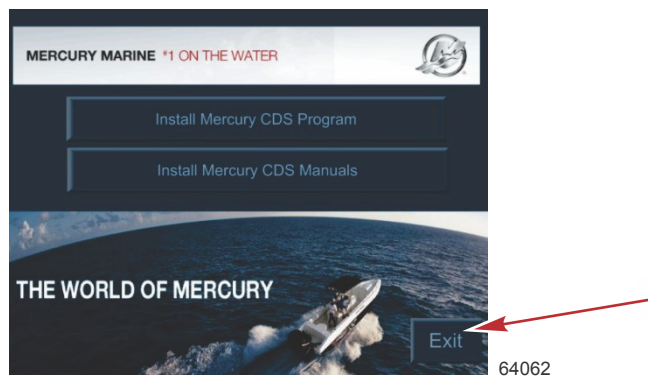 MERCURY MARINE #1 ON THE WATER
Install Mercury CDS Program
Install Mercury CDS Manuals
THE WORLD OF MERCURY
Exit
64062